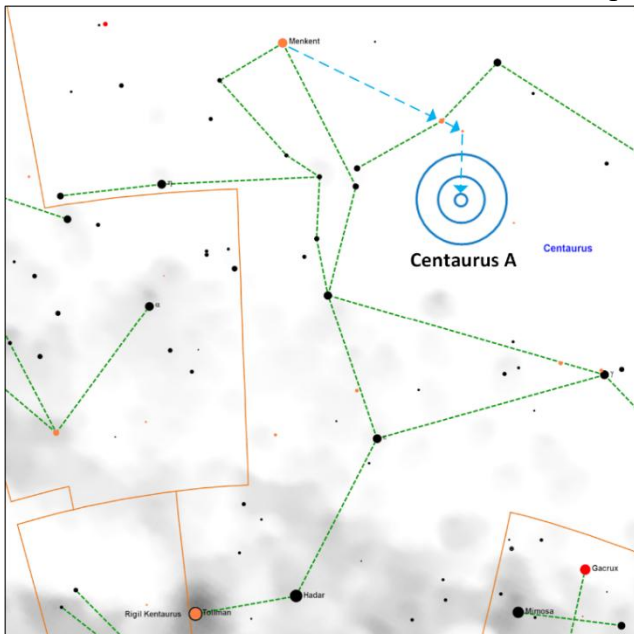 Menkent
η
Centaurus
Centaurus A
γ
Hadar
Rigil Kentaurus
Toliman
Gacrux
Mimosa